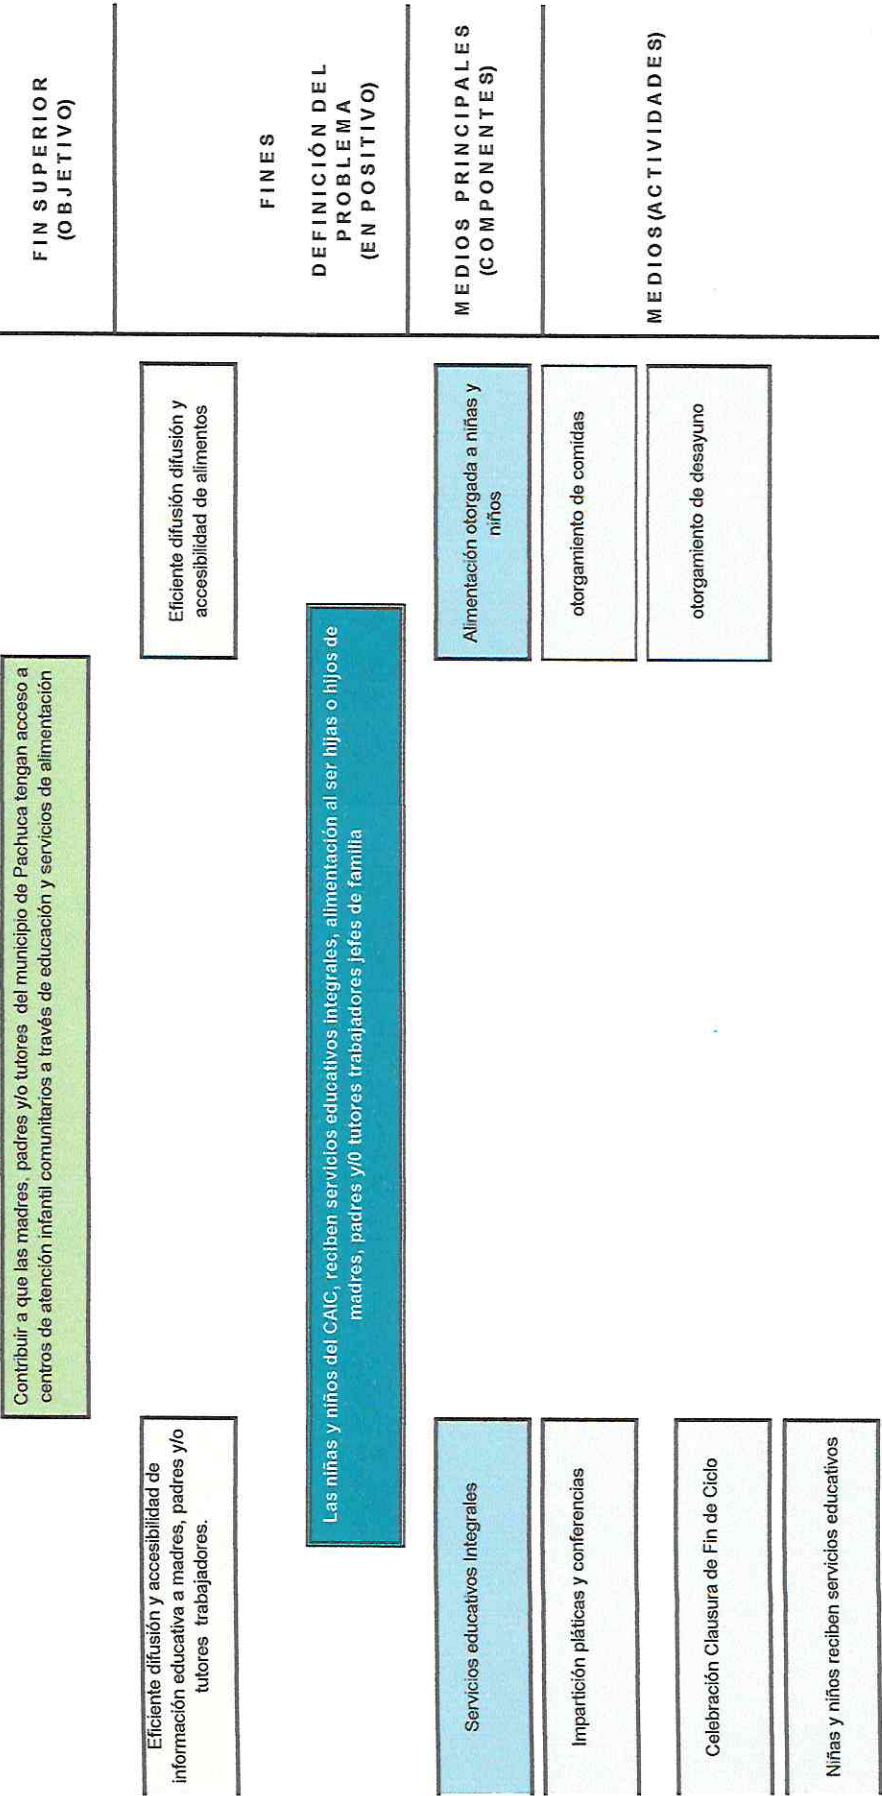 Contribuir a que las madres, padres y/o tutores del municipio de Pachuca tengan acceso a
centros de atención infantil comunitarios a través de educación y servicios de alimentación
FIN SUPERIOR
(OBJETIVO)
Eficiente difusión y accesibilidad de
información educativa a madres, padres y/o
tutores trabajadores.
Eficiente difusión difusión y
accesibilidad de alimentos
FINES
Las niñas y niños del CAIC, reciben servicios educativos integrales, alimentación al ser hijas o hijos de
madres, padres y/0 tutores trabajadores jefes de familia
DEFINICIÓN DEL
PROBLEMA
(EN POSITIVO)
Servicios educativos Integrales
Alimentación otorgada a niñas y
niños
MEDIOS PRINCIPALES
(COMPONENTES)
Impartición pláticas y conferencias
otorgamiento de comidas
MEDIOS (ACTIVIDADES)
Celebración Clausura de Fin de Ciclo
otorgamiento de desayuno
Niñas y niños reciben servicios educativos